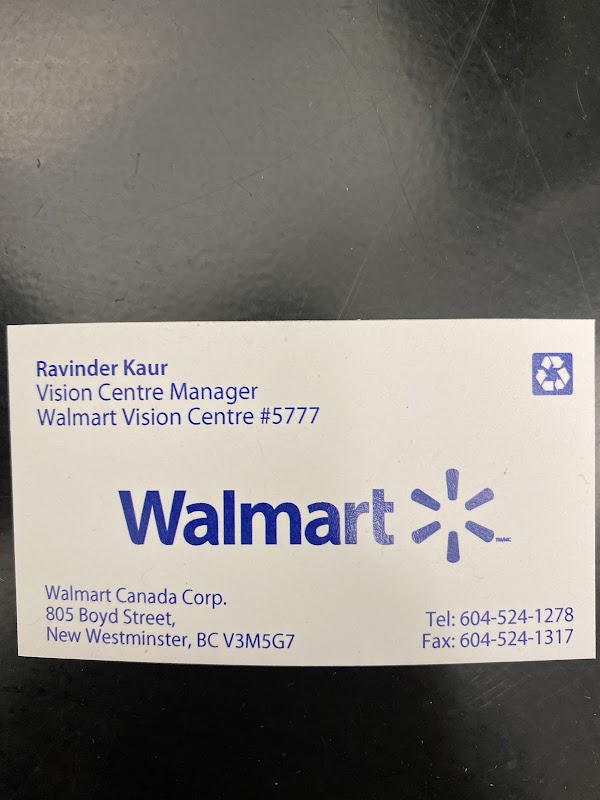 Ravinder Kaur
Vision Centre Manager
Walmart Vision Centre #5777
Walmart
Walmart Canada Corp.
805 Boyd Street,
New Westminster, BC V3M5G7
Tel: 604-524-1278
Fax: 604-524-1317